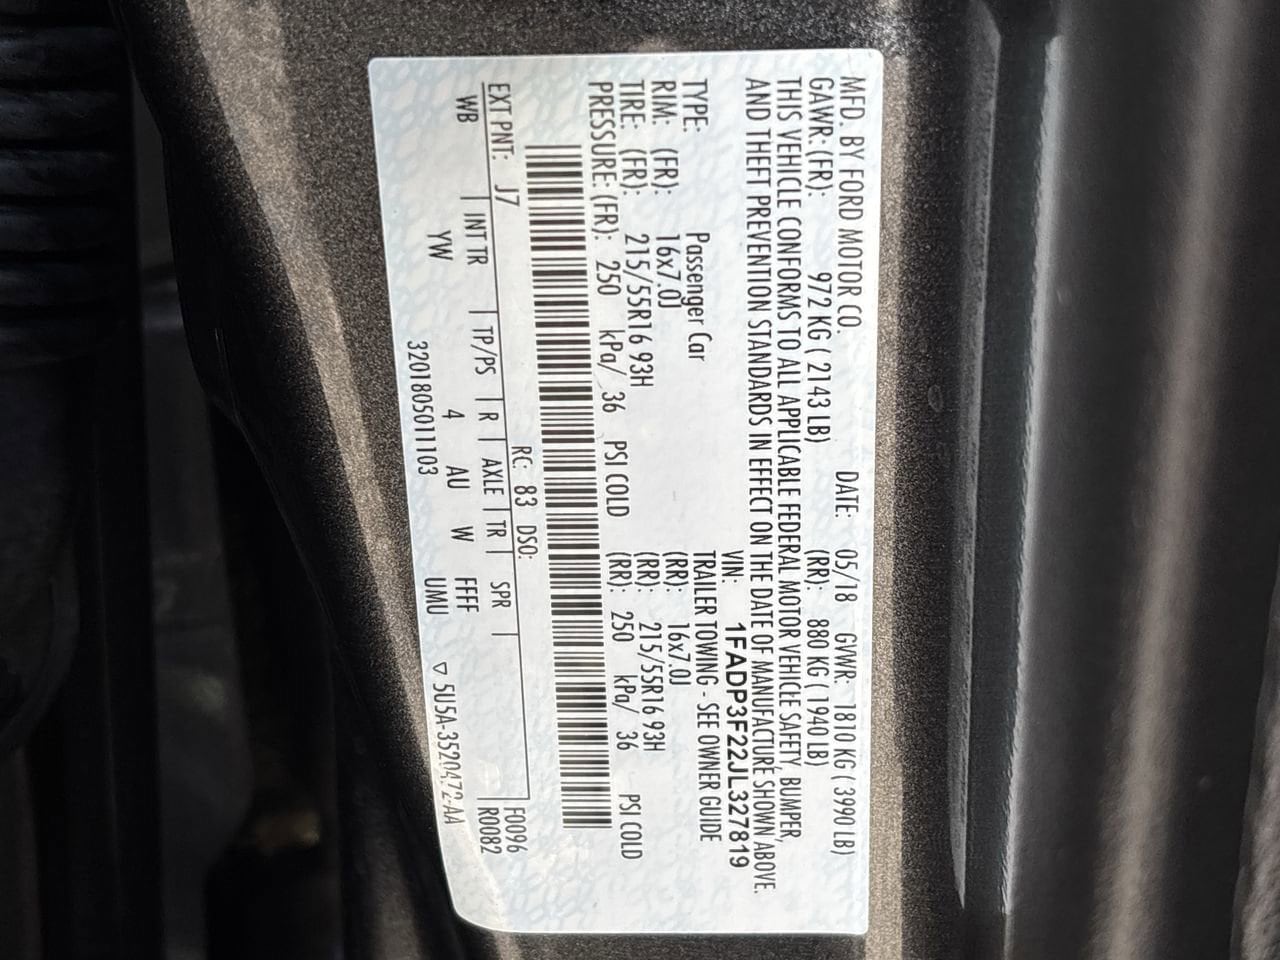 MFD. BY FORD MOTOR CO.
DATE: 05/18 GVWR: 1810 KG ( 3990 LB)
GAWR: (FR): 972 KG ( 2143 LB) (RR): 880 KG ( 1940 LB)
THIS VEHICLE CONFORMS TO ALL APPLICABLE FEDERAL MOTOR VEHICLE SAFETY, BUMPER,
AND THEFT PREVENTION STANDARDS IN EFFECT ON THE DATE OF MANUFACTURE SHOWN ABOVE.
VIN: 1FADP3F22JL327819
TYPE: Passenger Car TRAILER TOWING - SEE OWNER GUIDE
RIM: (FR): 16x7.0J (RR): 16x7.0J
TIRE: (FR): 215/55R16 93H (RR): 215/55R16 93H
PRESSURE: (FR): 250 kPa/ 36 PSI COLD (RR): 250 kPa/ 36 PSI COLD
EXT PNT: J7 RC: 83 DSO: F0096
WB INT TR TP/PS R AXLE TR SPR R0082
YW 4 AU W FFFF
3201805011103 UMU ▽ 5U5A-3520472-AA